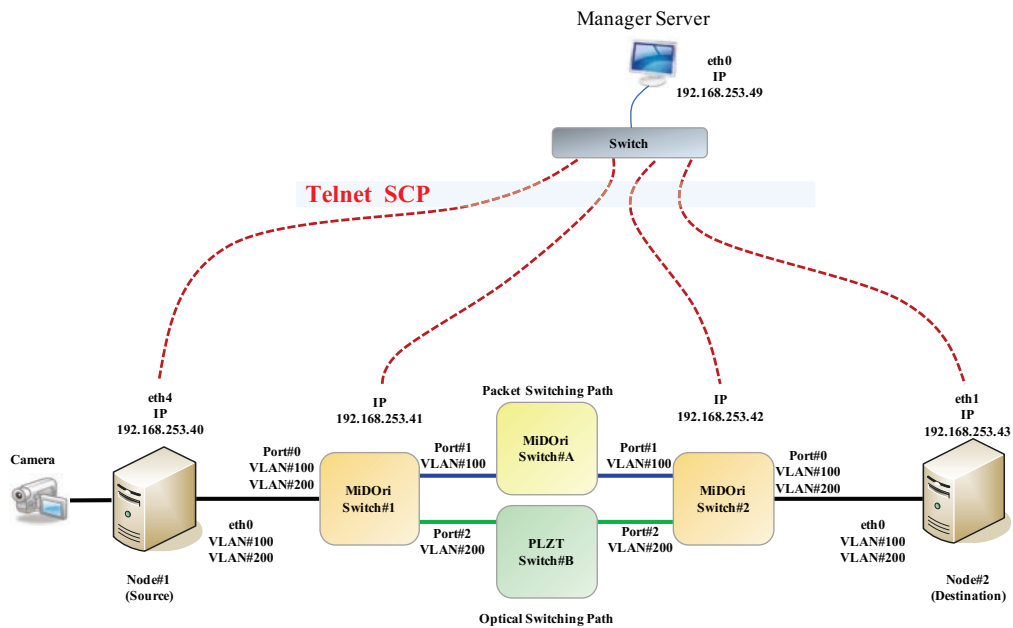 Manager Server
eth0
IP
192.168.253.49
Switch
Telnet SCP
eth4
IP
192.168.253.40
IP
192.168.253.41
Packet Switching Path
IP
192.168.253.42
eth1
IP
192.168.253.43
Camera
Port#0
VLAN#100
VLAN#200
MiDOri
Switch#1
Port#1
VLAN#100
MiDOri
Switch#A
Port#1
VLAN#100
MiDOri
Switch#2
Port#0
VLAN#100
VLAN#200
eth0
VLAN#100
VLAN#200
Port#2
VLAN#200
PLZT
Switch#B
Port#2
VLAN#200
eth0
VLAN#100
VLAN#200
Node#1
(Source)
Optical Switching Path
Node#2
(Destination)